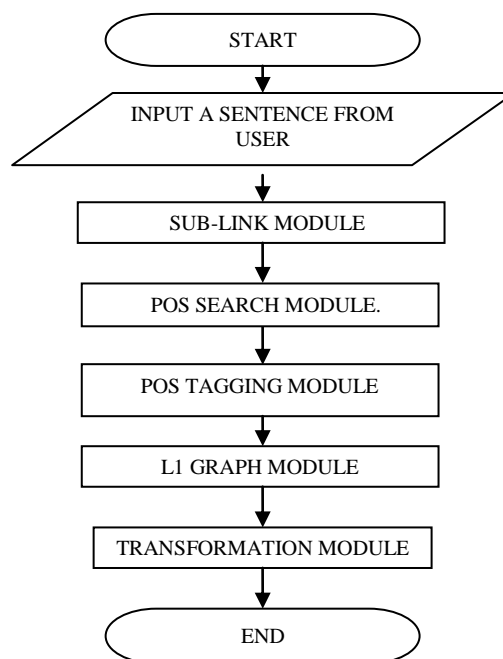 START
INPUT A SENTENCE FROM
USER
SUB-LINK MODULE
POS SEARCH MODULE.
POS TAGGING MODULE
L1 GRAPH MODULE
TRANSFORMATION MODULE
END